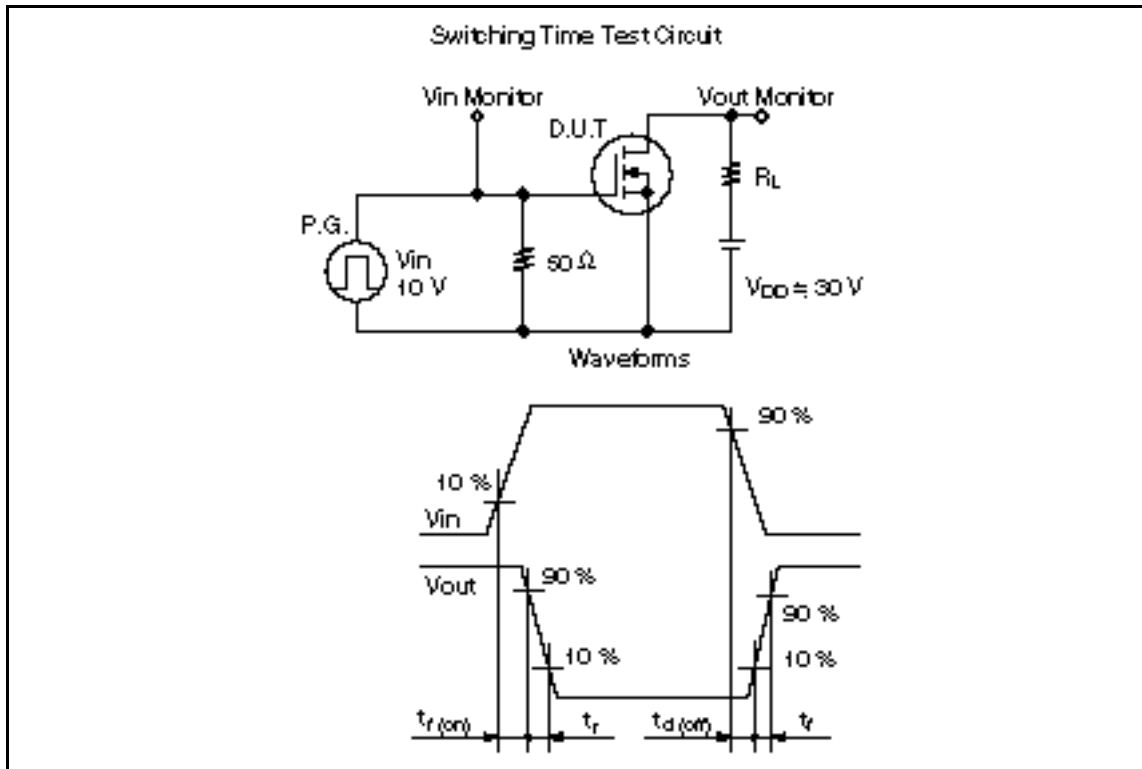 Switching Time Test Circuit
Vin Monitor
Vout Monitor
D.U.T
RL
P.G.
Vin
10 V
50 Ω
VDD ≒ 30 V
Waveforms
90 %
10 %
Vin
Vout
90 %
90 %
10 %
10 %
tf (on)
tr
td (off)
tf